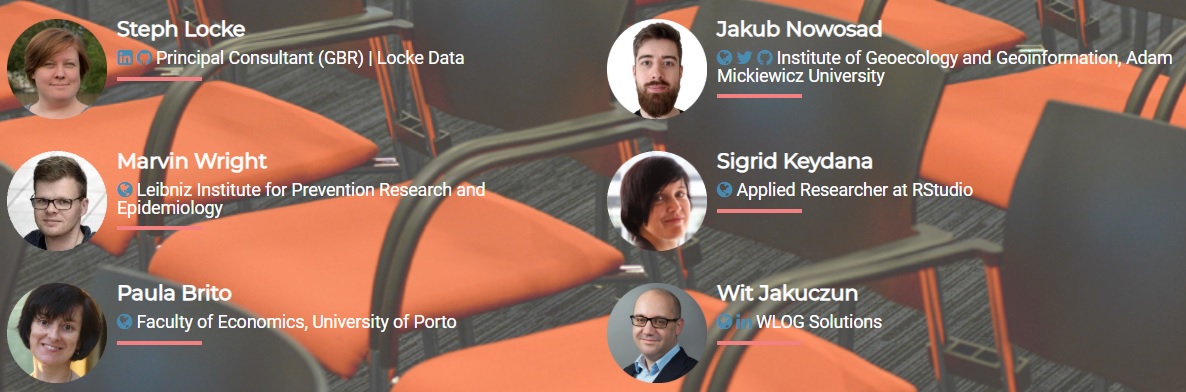 Steph Locke
Principal Consultant (GBR) | Locke Data
Jakub Nowosad
Institute of Geoecology and Geoinformation, Adam
Mickiewicz University
Marvin Wright
Leibniz Institute for Prevention Research and
Epidemiology
Sigrid Keydana
Applied Researcher at RStudio
Paula Brito
Faculty of Economics, University of Porto
Wit Jakuczun
in WLOG Solutions